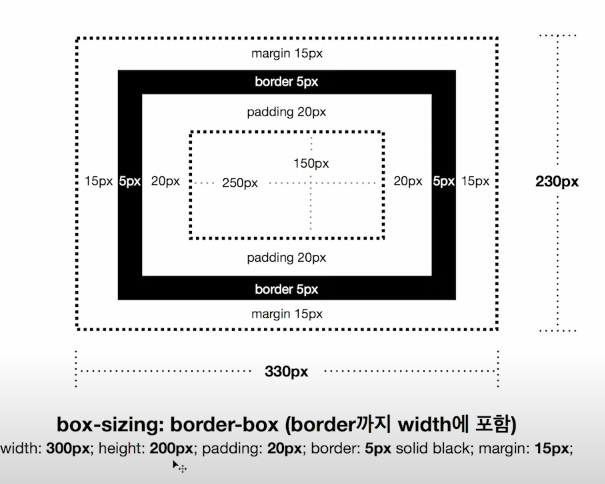 margin 15px
border 5px
padding 20px
150px
15px 5px 20px 250px 20px 5px 15px 230px
padding 20px
border 5px
margin 15px
330px
box-sizing: border-box (border까지 width에 포함)
width: 300px; height: 200px; padding: 20px; border: 5px solid black; margin: 15px;